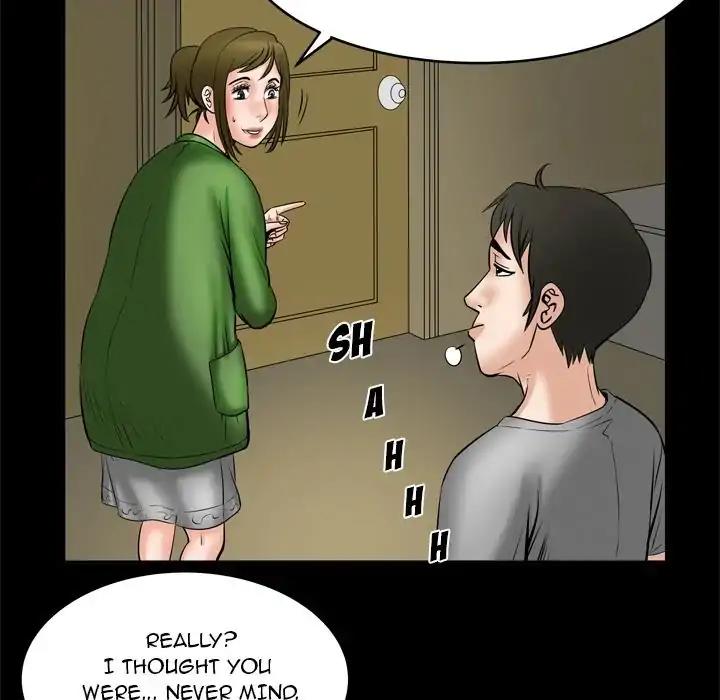 SH
A
H
H
H
REALLY?
I THOUGHT YOU
WERE... NEVER MIND.